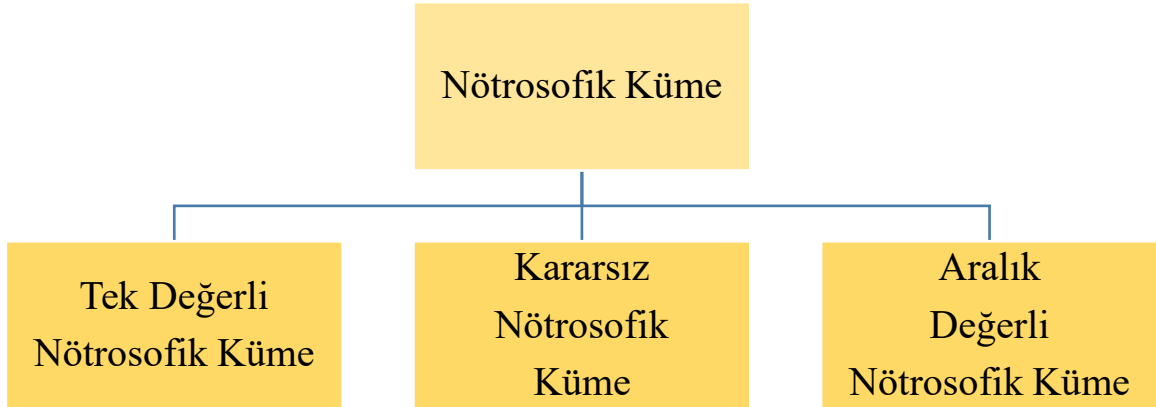 Nötrosofik Küme
Tek Değerli
Nötrosofik Küme
Kararsız
Nötrosofik
Küme
Aralık
Değerli
Nötrosofik Küme